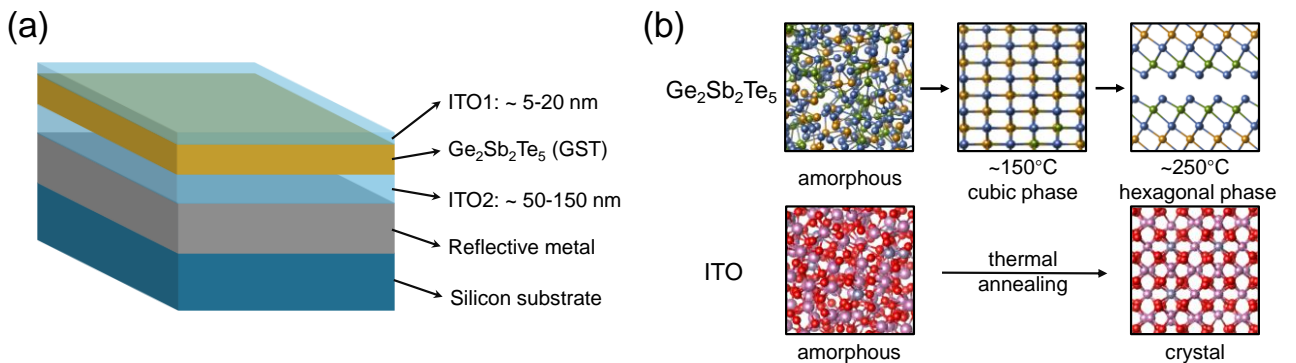 (a)
ITO1: ~ 5-20 nm
Ge₂Sb₂Te₅ (GST)
ITO2: ~ 50-150 nm
Reflective metal
Silicon substrate
(b)
Ge₂Sb₂Te₅
amorphous
~150°C
cubic phase
~250°C
hexagonal phase
ITO
thermal
annealing
amorphous
crystal